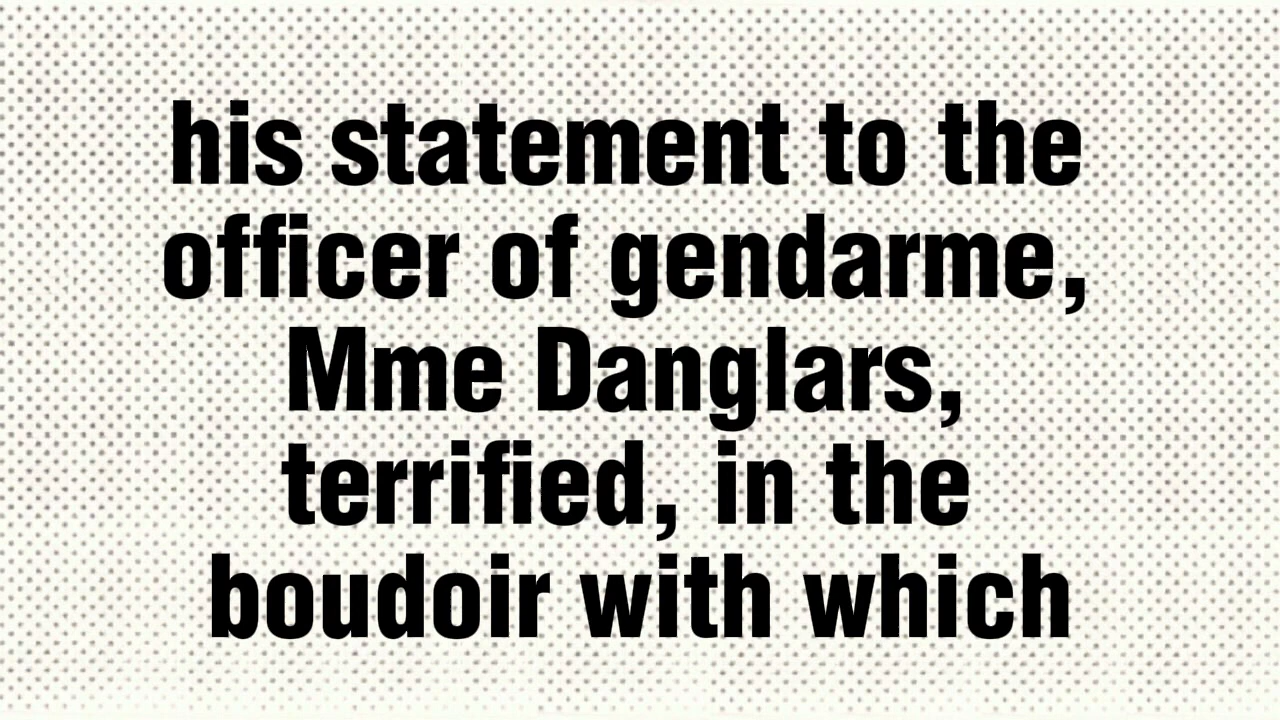 his statement to the
officer of gendarme,
Mme Danglars,
terrified, in the
boudoir with which